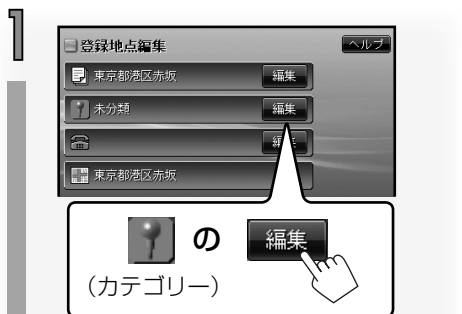 1
登録地点編集
ヘルプ
東京都港区赤坂 編集
未分類 編集
東京都港区赤坂
の 編集
(カテゴリー)